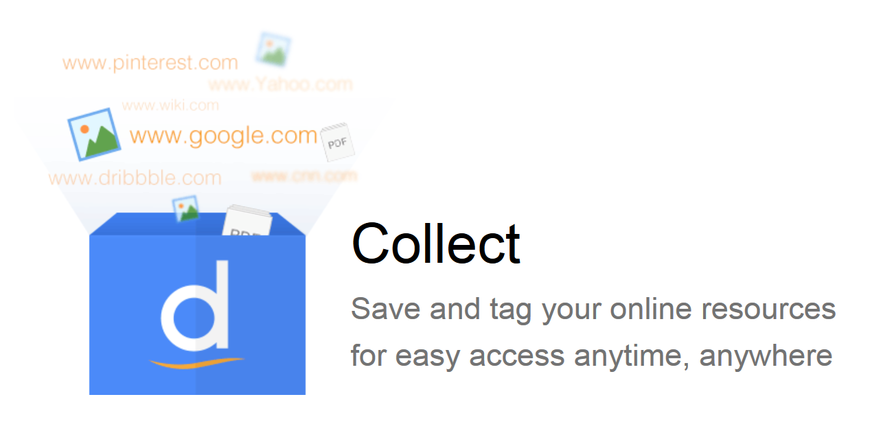 www.pinterest.com
www.Yahoo.com
www.wiki.com
www.google.com
PDF
www.dribbble.com
www.cnn.com
PDF
d
Collect
Save and tag your online resources
for easy access anytime, anywhere